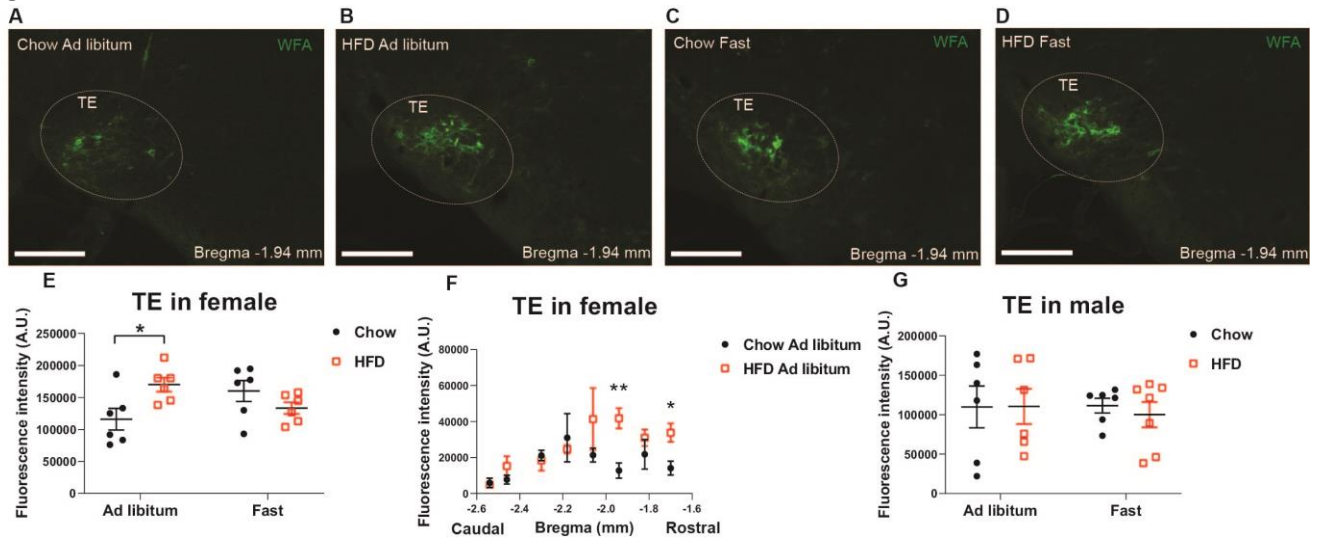 A
Chow Ad libitum
WFA
TE
Bregma -1.94 mm
B
HFD Ad libitum
TE
Bregma -1.94 mm
C
Chow Fast
WFA
TE
Bregma -1.94 mm
D
HFD Fast
WFA
TE
Bregma -1.94 mm
E
TE in female
Fluorescence intensity (A.U.)
250000
200000
150000
100000
50000
0
*
Ad libitum
Fast
Chow
HFD
F
TE in female
Fluorescence intensity (A.U.)
80000
60000
40000
20000
0
**
*
-2.6
-2.4
-2.2
-2.0
-1.8
-1.6
Caudal
Bregma (mm)
Rostral
Chow Ad libitum
HFD Ad libitum
G
TE in male
Fluorescence intensity (A.U.)
200000
150000
100000
50000
0
Ad libitum
Fast
Chow
HFD